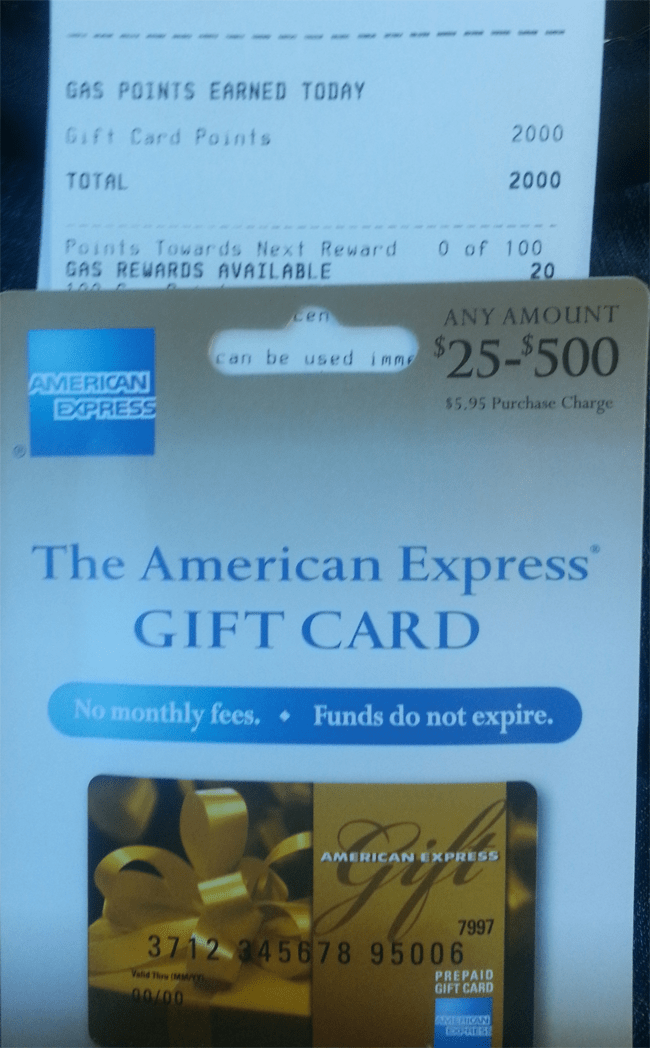 GAS POINTS EARNED TODAY
Gift Card Points 2000
TOTAL 2000
Points Towards Next Reward 0 of 100
GAS REWARDS AVAILABLE 20
cen
can be used imme
ANY AMOUNT
$25-$500
$5.95 Purchase Charge
AMERICAN
EXPRESS
®
The American Express®
GIFT CARD
No monthly fees. • Funds do not expire.
Gift
AMERICAN EXPRESS
7997
3712 345678 95006
Valid Thru (MM/YY)
00/00
PREPAID
GIFT CARD
AMERICAN
EXPRESS